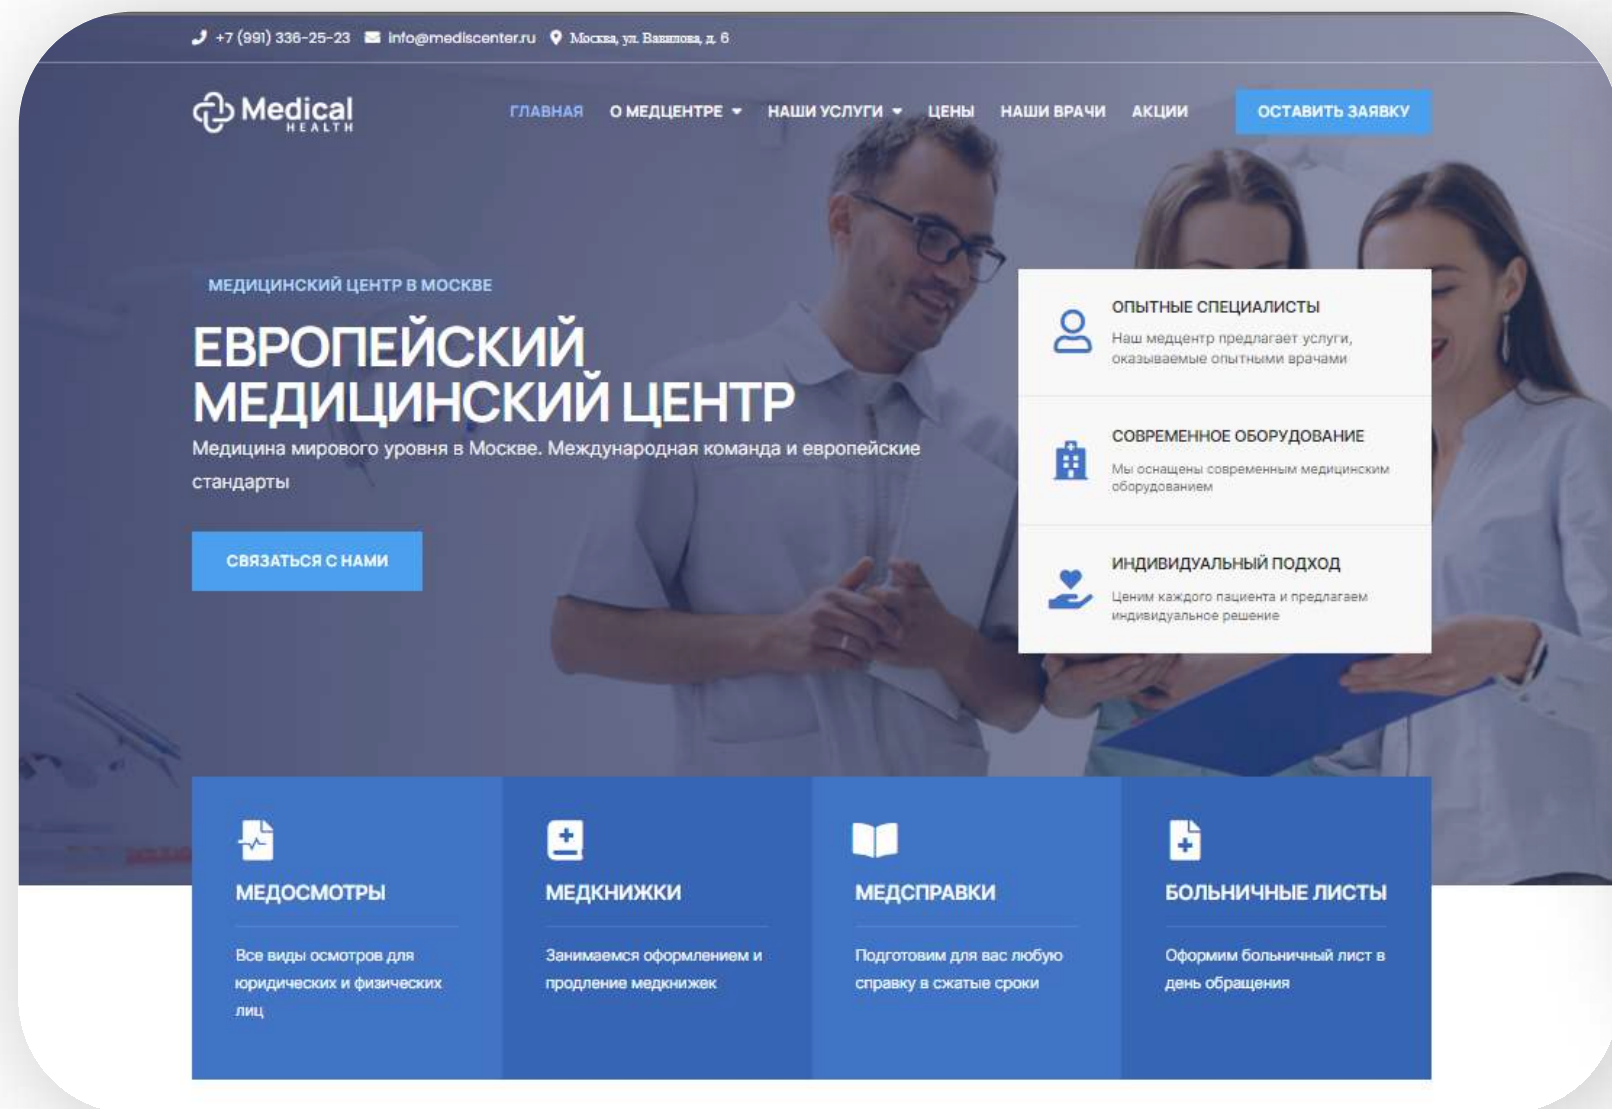 +7 (991) 336-25-23 info@mediscenter.ru Москва, ул. Вавилова, д. 6
Medical
HEALTH
ГЛАВНАЯ О МЕДЦЕНТРЕ НАШИ УСЛУГИ ЦЕНЫ НАШИ ВРАЧИ АКЦИИ ОСТАВИТЬ ЗАЯВКУ
МЕДИЦИНСКИЙ ЦЕНТР В МОСКВЕ
ЕВРОПЕЙСКИЙ
МЕДИЦИНСКИЙ ЦЕНТР
Медицина мирового уровня в Москве. Международная команда и европейские
стандарты
СВЯЗАТЬСЯ С НАМИ
ОПЫТНЫЕ СПЕЦИАЛИСТЫ
Наш медцентр предлагает услуги,
оказываемые опытными врачами
СОВРЕМЕННОЕ ОБОРУДОВАНИЕ
Мы оснащены современным медицинским
оборудованием
ИНДИВИДУАЛЬНЫЙ ПОДХОД
Ценим каждого пациента и предлагаем
индивидуальное решение
МЕДОСМОТРЫ
Все виды осмотров для
юридических и физических
лиц
МЕДКНИЖКИ
Занимаемся оформлением и
продление медкнижек
МЕДСПРАВКИ
Подготовим для вас любую
справку в сжатые сроки
БОЛЬНИЧНЫЕ ЛИСТЫ
Оформим больничный лист в
день обращения